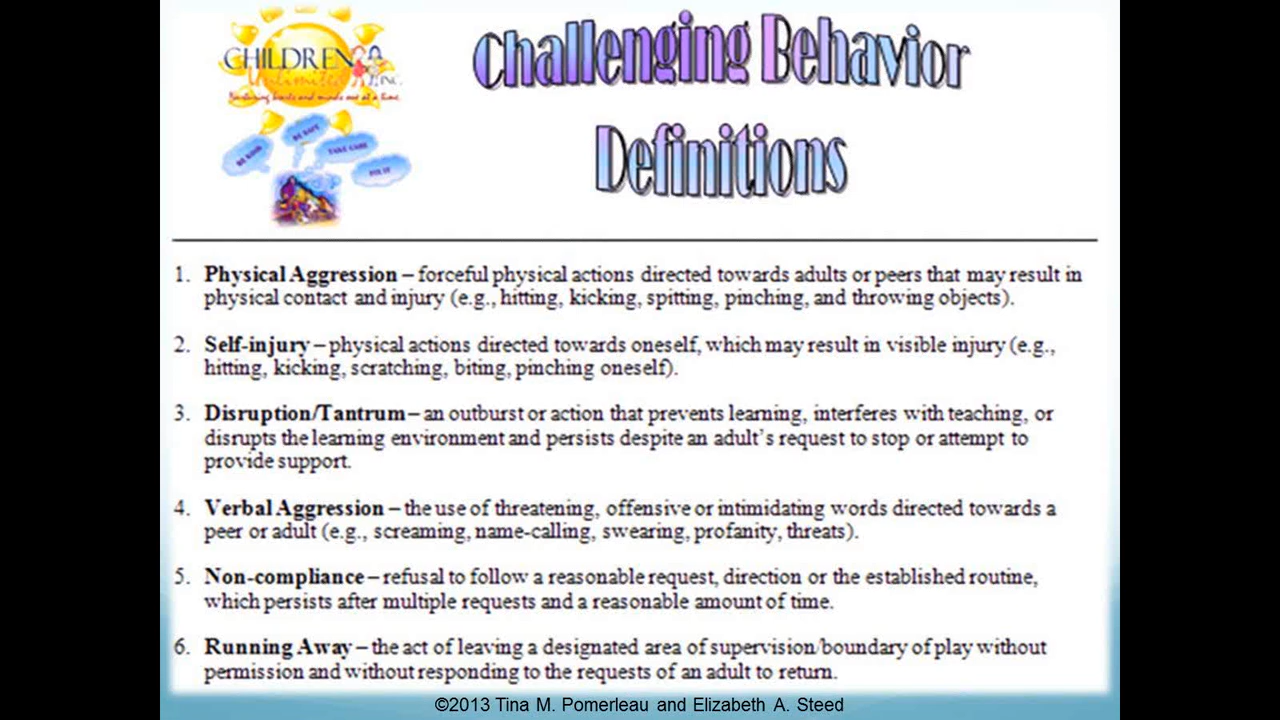 CHILDREN
Unlimited, INC.
Nurturing hearts and minds one at a time.
BE KIND
BE SAFE
TAKE CARE
Challenging Behavior
Definitions
1. Physical Aggression – forceful physical actions directed towards adults or peers that may result in
physical contact and injury (e.g., hitting, kicking, spitting, pinching, and throwing objects).
2. Self-injury – physical actions directed towards oneself, which may result in visible injury (e.g.,
hitting, kicking, scratching, biting, pinching oneself).
3. Disruption/Tantrum – an outburst or action that prevents learning, interferes with teaching, or
disrupts the learning environment and persists despite an adult's request to stop or attempt to
provide support.
4. Verbal Aggression – the use of threatening, offensive or intimidating words directed towards a
peer or adult (e.g., screaming, name-calling, swearing, profanity, threats).
5. Non-compliance – refusal to follow a reasonable request, direction or the established routine,
which persists after multiple requests and a reasonable amount of time.
6. Running Away – the act of leaving a designated area of supervision/boundary of play without
permission and without responding to the requests of an adult to return.
©2013 Tina M. Pomerleau and Elizabeth A. Steed